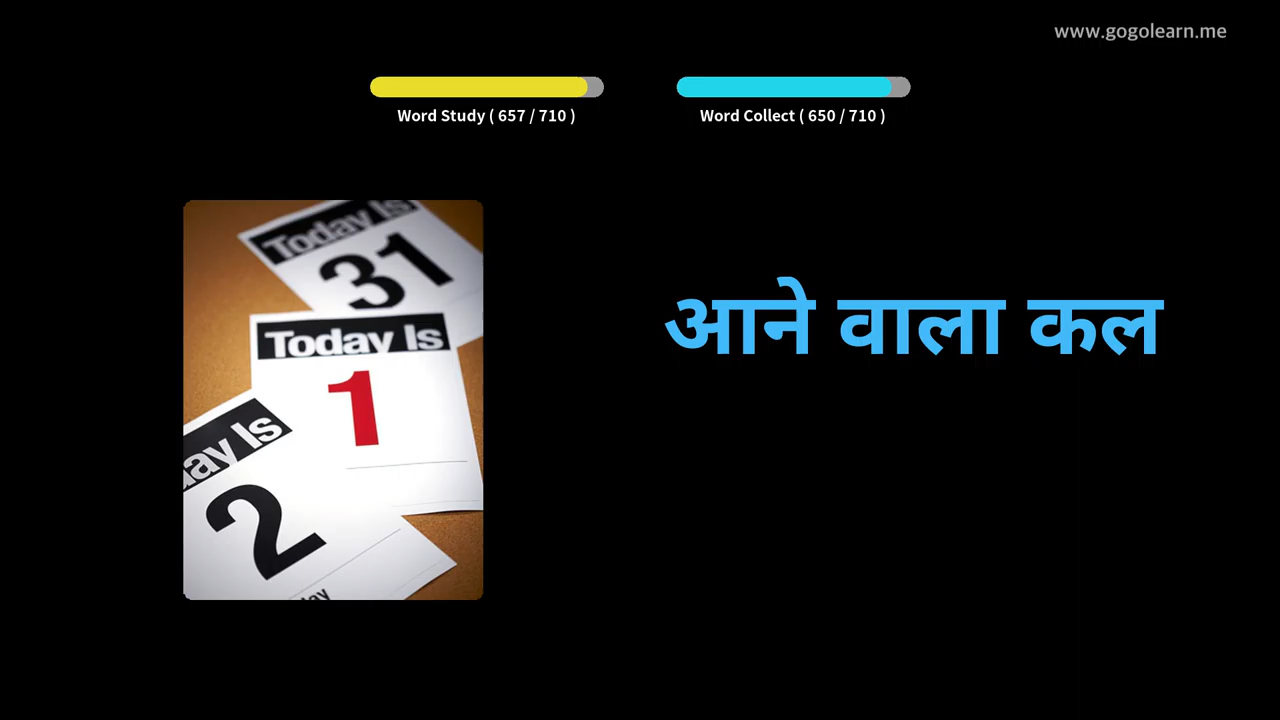 www.gogolearn.me
Word Study ( 657 / 710 )
Word Collect ( 650 / 710 )
Today Is
31
Today Is
1
ay Is
2
आने वाला कल